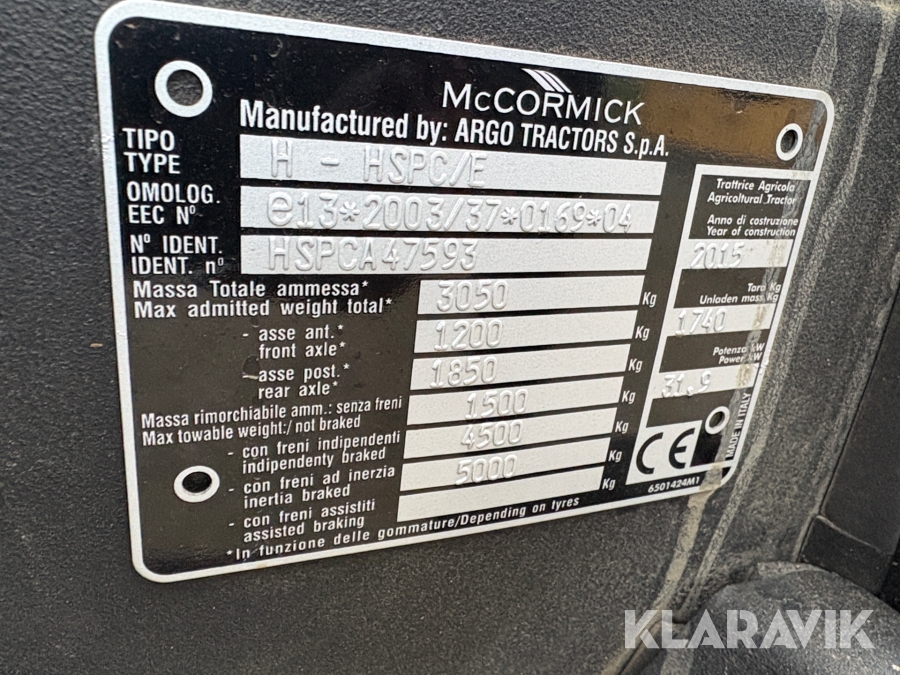 McCORMICK
Manufactured by: ARGO TRACTORS S.p.A.
TIPO
TYPE
H - HSPC/E
OMOLOG.
EEC Nº
e13*2003/37*0169*04
Nº IDENT.
IDENT. nº
HSPCA47593
Massa Totale ammessa*
Max admitted weight total*
3050 Kg
- asse ant.*
front axle*
1200 Kg
- asse post.*
rear axle*
1850 Kg
Massa rimorchiabile amm.: senza freni
Max towable weight:/ not braked
1500 Kg
- con freni indipendenti
independenty braked
4500 Kg
- con freni ad inerzia
inertia braked
5000 Kg
- con freni assistiti
assisted braking
*In funzione delle gommature/Depending on tyres
Trattrice Agricola
Agricoltural Tractor
Anno di costruzione
Year of construction
2015
Tara Kg
Unladen mass Kg
1740
Potenza kW
Power kW
31,9
CE
6501424M1
MADE IN ITALY
KLARAVIK